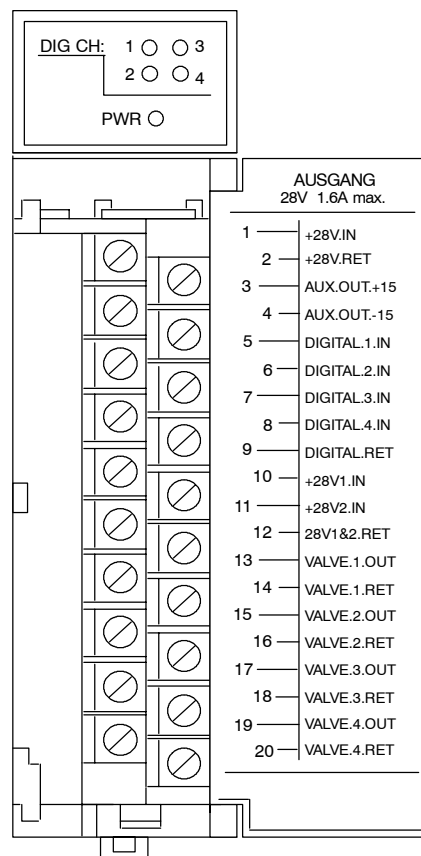 DIG CH: 1 3
2 4
PWR
AUSGANG
28V 1.6A max.
1 +28V.IN
2 +28V.RET
3 AUX.OUT.+15
4 AUX.OUT.-15
5 DIGITAL.1.IN
6 DIGITAL.2.IN
7 DIGITAL.3.IN
8 DIGITAL.4.IN
9 DIGITAL.RET
10 +28V1.IN
11 +28V2.IN
12 28V1&2.RET
13 VALVE.1.OUT
14 VALVE.1.RET
15 VALVE.2.OUT
16 VALVE.2.RET
17 VALVE.3.OUT
18 VALVE.3.RET
19 VALVE.4.OUT
20 VALVE.4.RET